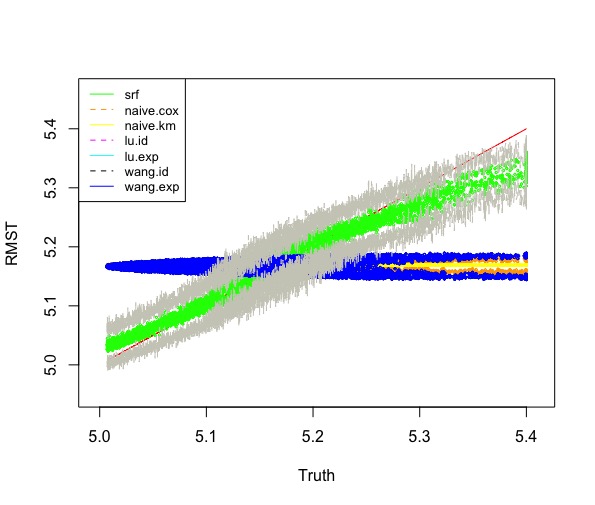 srf
naive.cox
naive.km
lu.id
lu.exp
wang.id
wang.exp
RMST
5.4
5.3
5.2
5.1
5.0
5.0 5.1 5.2 5.3 5.4
Truth